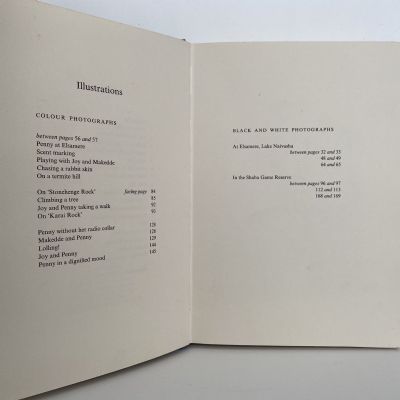 Illustrations
COLOUR PHOTOGRAPHS
between pages 56 and 57
Penny at Elsamere
Scent marking
Playing with Joy and Makedde
Chasing a rabbit skin
On a termite hill
On 'Stonehenge Rock' facing page 84
Climbing a tree 85
Joy and Penny taking a walk 92
On 'Karai Rock' 93
Penny without her radio collar 128
Makedde and Penny 128
Lolling! 129
Joy and Penny 144
Penny in a dignified mood 145
BLACK AND WHITE PHOTOGRAPHS
At Elsamere, Lake Naivasha
between pages 32 and 33
48 and 49
64 and 65
In the Shaba Game Reserve
between pages 96 and 97
112 and 113
168 and 169